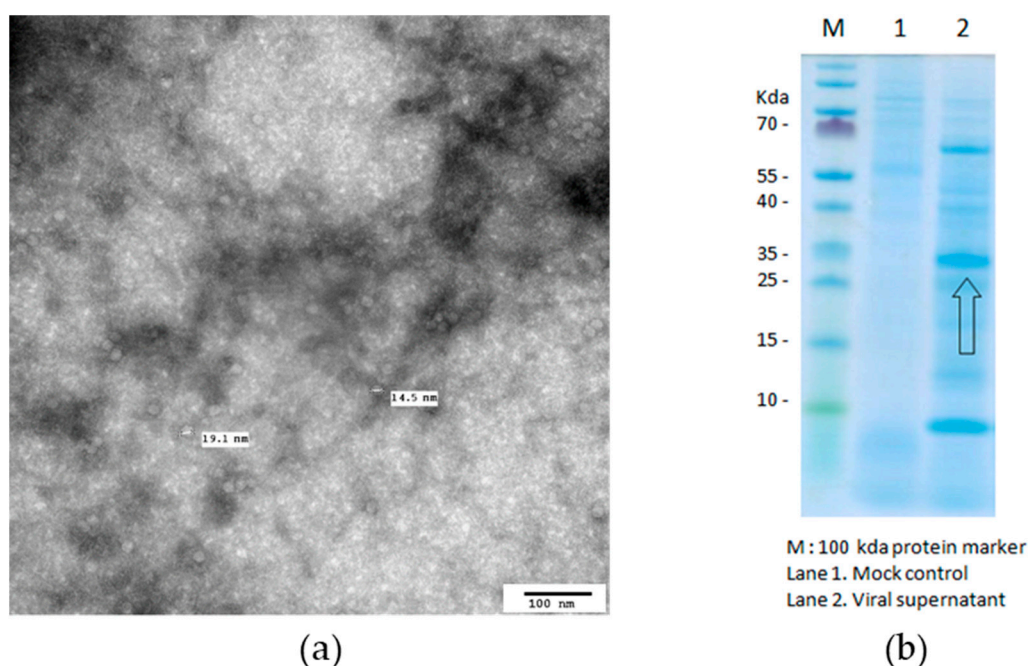 14.5 nm
19.1 nm
100 nm
(a)
M 1 2
Kda
70 -
55 -
40 -
35 -
25 -
15 -
10 -
M : 100 kda protein marker
Lane 1. Mock control
Lane 2. Viral supernatant
(b)